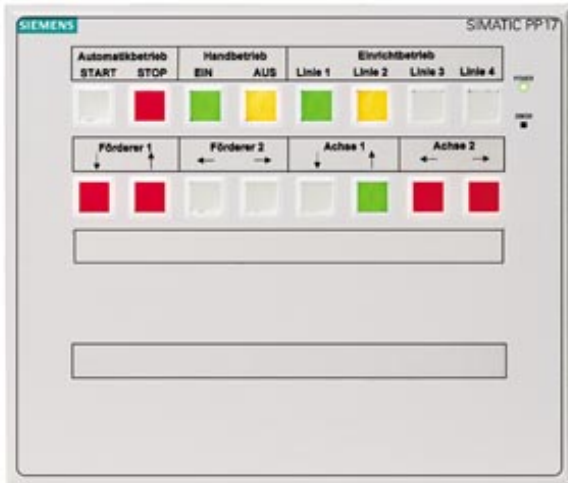 SIEMENS
SIMATIC PP17
Automatikbetrieb Handbetrieb Einrichtbetrieb
START STOP EIN AUS Linie 1 Linie 2 Linie 3 Linie 4
POWER
Förderer 1 Förderer 2 Achse 1 Achse 2
↓ ↑ ← → ↓ ↑ ← →